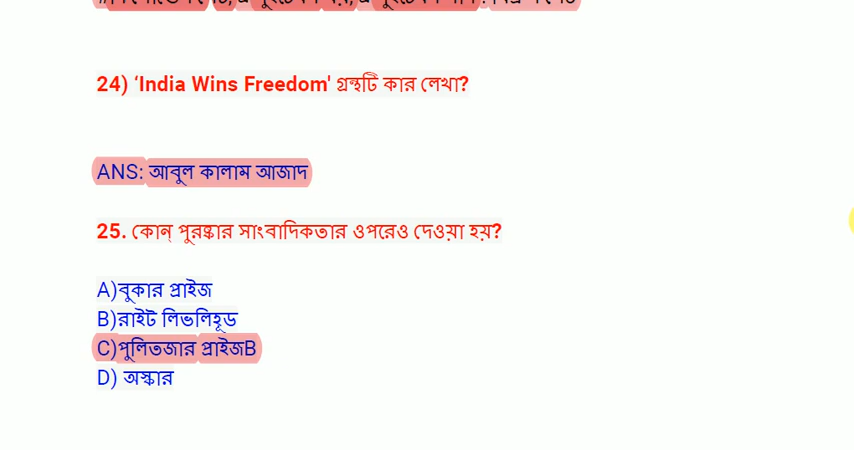 24) ‘India Wins Freedom' গ্রন্থটি কার লেখা?
ANS: আবুল কালাম আজাদ
25. কোন্ পুরষ্কার সাংবাদিকতার ওপরেও দেওয়া হয়?
A)বুকার প্রাইজ
B)রাইট লিভলিহূড
C)পুলিতজার প্রাইজB
D) অস্কার